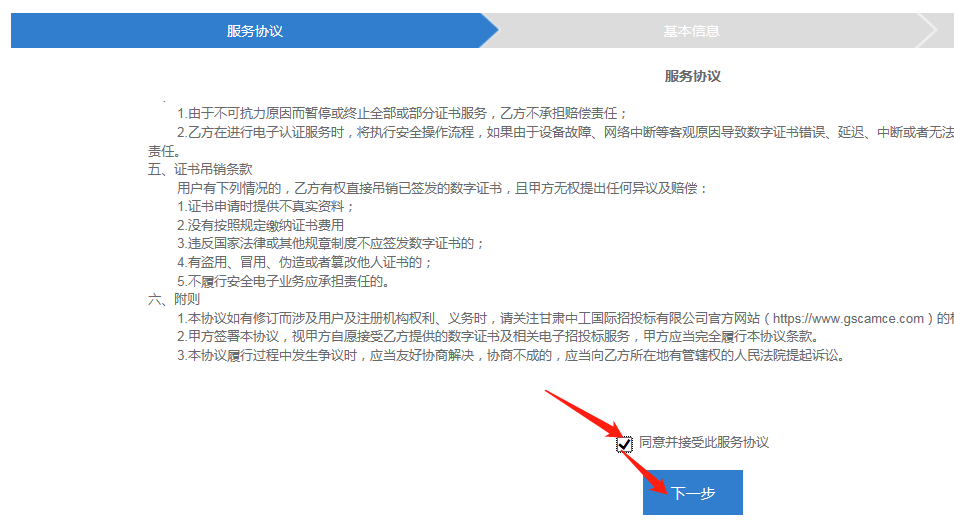 服务协议
基本信息
服务协议
1.由于不可抗力原因而暂停或终止全部或部分证书服务，乙方不承担赔偿责任；
2.乙方在进行电子认证服务时，将执行安全操作流程，如果由于设备故障、网络中断等客观原因导致数字证书错误、延迟、中断或者无法
责任。
五、证书吊销条款
用户有下列情况的，乙方有权直接吊销已签发的数字证书，且甲方无权提出任何异议及赔偿：
1.证书申请时提供不真实资料；
2.没有按照规定缴纳证书费用
3.违反国家法律或其他规章制度不应签发数字证书的；
4.有盗用、冒用、伪造或者篡改他人证书的；
5.不履行安全电子业务应承担责任的。
六、附则
1.本协议如有修订而涉及用户及注册机构权利、义务时，请关注甘肃中工国际招投标有限公司官方网站（https://www.gscamce.com）的
2.甲方签署本协议，视甲方自愿接受乙方提供的数字证书及相关电子招投标服务，甲方应当完全履行本协议条款。
3.本协议履行过程中发生争议时，应当友好协商解决，协商不成的，应当向乙方所在地有管辖权的人民法院提起诉讼。
同意并接受此服务协议
下一步